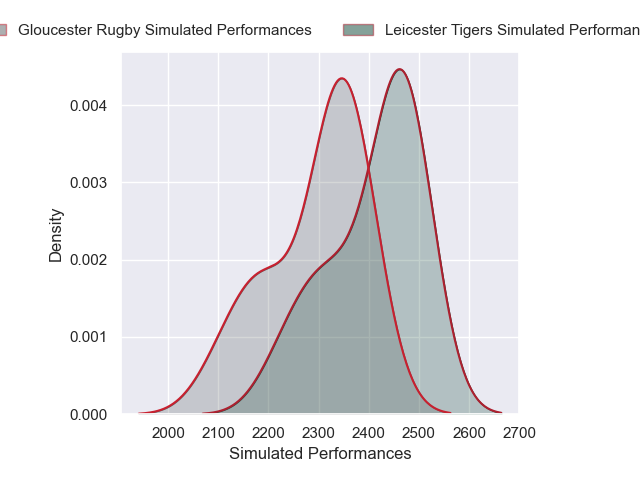 Gloucester Rugby Simulated Performances
Leicester Tigers Simulated Performan
0.004
0.003
0.002
0.001
0.000
Density
2000 2100 2200 2300 2400 2500 2600 2700
Simulated Performances